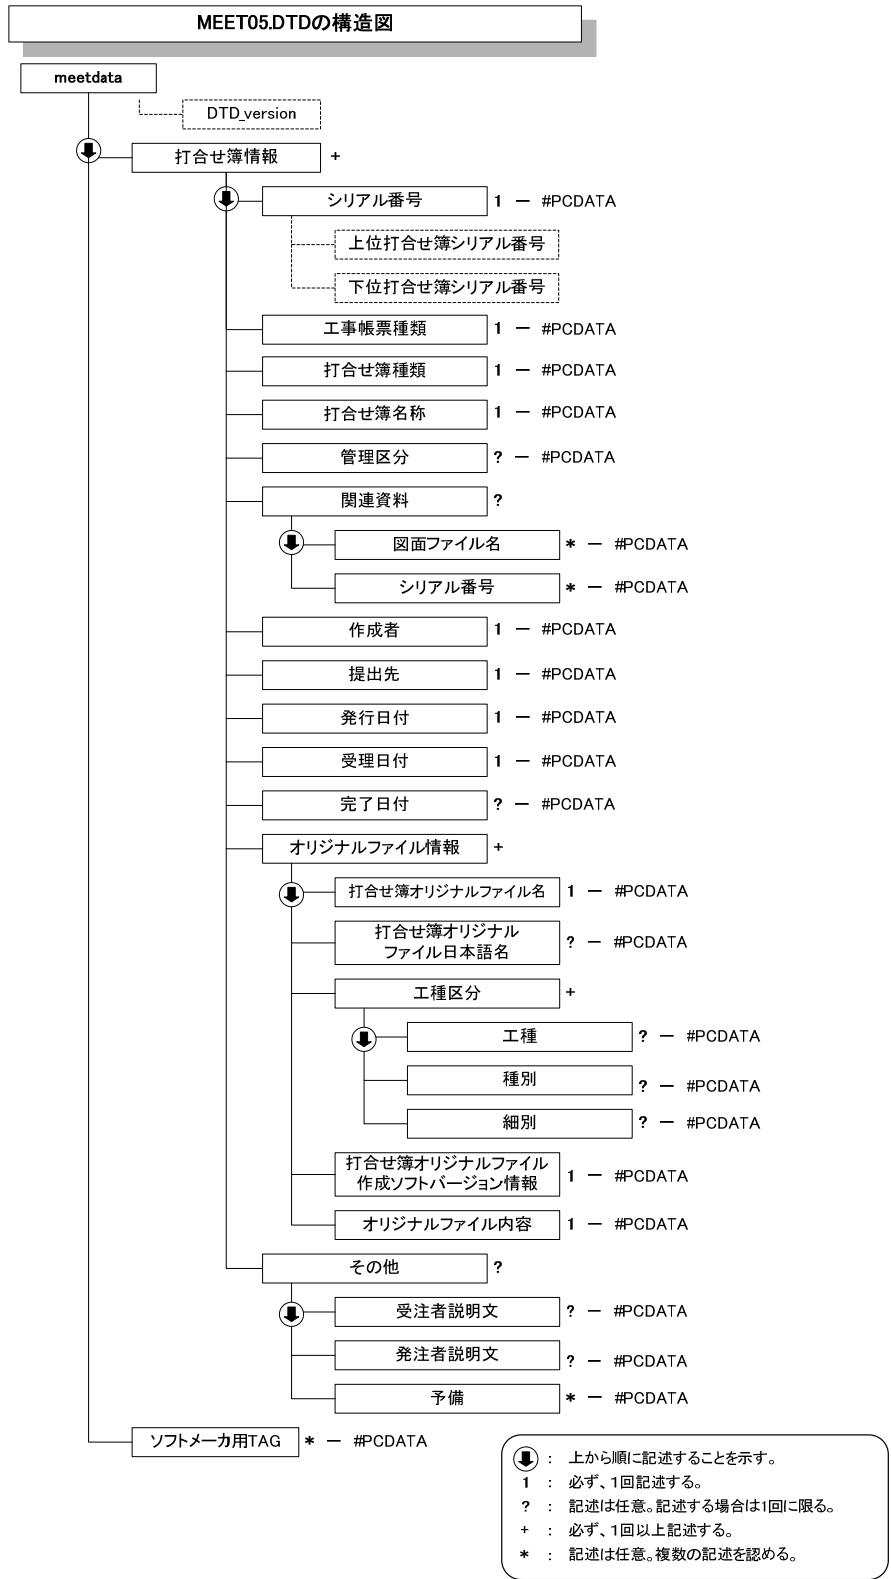 MEET05.DTDの構造図
meetdata
DTD_version
打合せ簿情報 +
シリアル番号 1 － #PCDATA
上位打合せ簿シリアル番号
下位打合せ簿シリアル番号
工事帳票種類 1 － #PCDATA
打合せ簿種類 1 － #PCDATA
打合せ簿名称 1 － #PCDATA
管理区分 ? － #PCDATA
関連資料 ?
図面ファイル名 * － #PCDATA
シリアル番号 * － #PCDATA
作成者 1 － #PCDATA
提出先 1 － #PCDATA
発行日付 1 － #PCDATA
受理日付 1 － #PCDATA
完了日付 ? － #PCDATA
オリジナルファイル情報 +
打合せ簿オリジナルファイル名 1 － #PCDATA
打合せ簿オリジナル
ファイル日本語名 ? － #PCDATA
工種区分 +
工種 ? － #PCDATA
種別 ? － #PCDATA
細別 ? － #PCDATA
打合せ簿オリジナルファイル
作成ソフトバージョン情報 1 － #PCDATA
オリジナルファイル内容 1 － #PCDATA
その他 ?
受注者説明文 ? － #PCDATA
発注者説明文 ? － #PCDATA
予備 * － #PCDATA
ソフトメーカ用TAG * － #PCDATA
： 上から順に記述することを示す。
1 ： 必ず、1回記述する。
? ： 記述は任意。記述する場合は1回に限る。
+ ： 必ず、1回以上記述する。
* ： 記述は任意。複数の記述を認める。